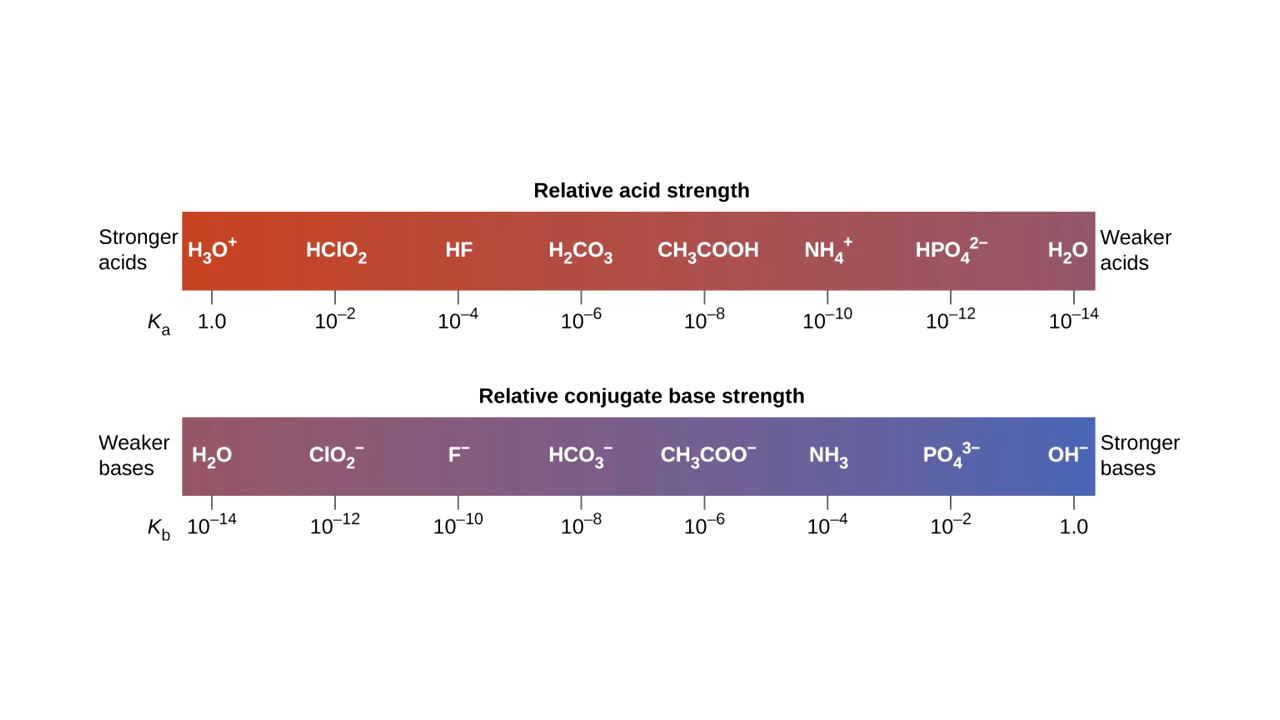 Relative acid strength
Stronger acids H₃O⁺ HClO₂ HF H₂CO₃ CH₃COOH NH₄⁺ HPO₄²⁻ H₂O Weaker acids
Kₐ 1.0 10⁻² 10⁻⁴ 10⁻⁶ 10⁻⁸ 10⁻¹⁰ 10⁻¹² 10⁻¹⁴
Relative conjugate base strength
Weaker bases H₂O ClO₂⁻ F⁻ HCO₃⁻ CH₃COO⁻ NH₃ PO₄³⁻ OH⁻ Stronger bases
K_b 10⁻¹⁴ 10⁻¹² 10⁻¹⁰ 10⁻⁸ 10⁻⁶ 10⁻⁴ 10⁻² 1.0